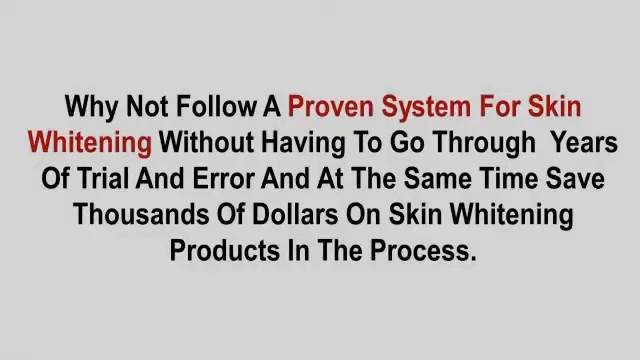 Why Not Follow A Proven System For Skin
Whitening Without Having To Go Through  Years
Of Trial And Error And At The Same Time Save
Thousands Of Dollars On Skin Whitening
Products In The Process.